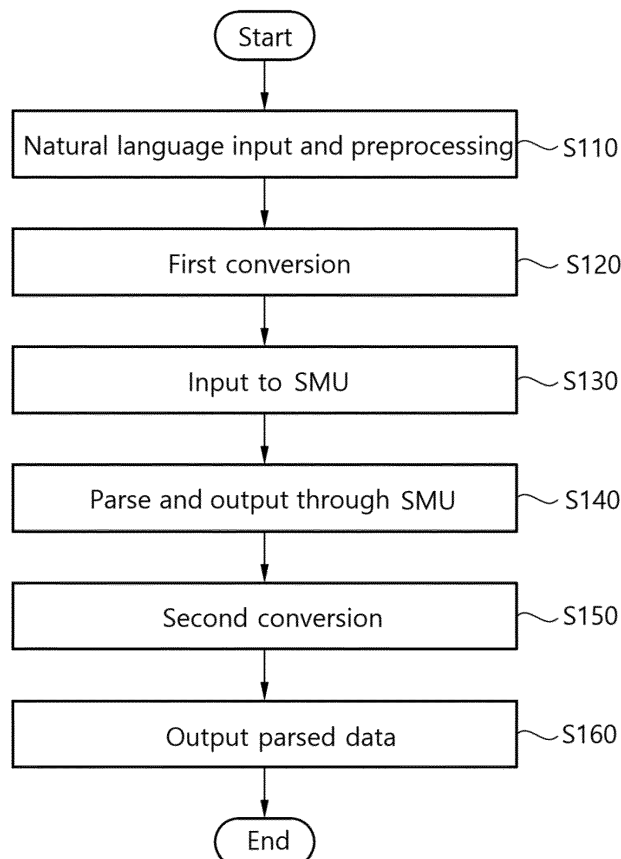 Start
Natural language input and preprocessing S110
First conversion S120
Input to SMU S130
Parse and output through SMU S140
Second conversion S150
Output parsed data S160
End